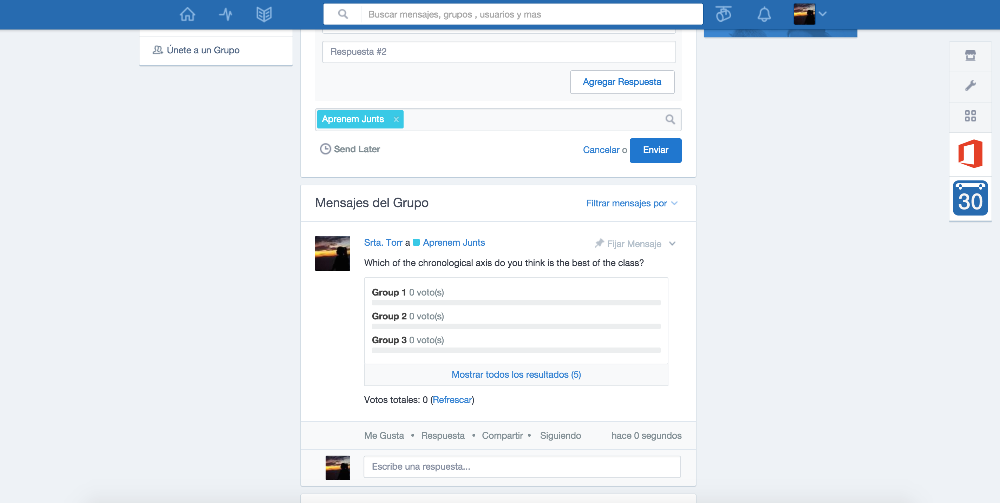 Buscar mensajes, grupos , usuarios y mas
Únete a un Grupo
Respuesta #2
Agregar Respuesta
Aprenem Junts x
Send Later
Cancelar o Enviar
30
Mensajes del Grupo
Filtrar mensajes por
Srta. Torr a Aprenem Junts
Fijar Mensaje
Which of the chronological axis do you think is the best of the class?
Group 1 0 voto(s)
Group 2 0 voto(s)
Group 3 0 voto(s)
Mostrar todos los resultados (5)
Votos totales: 0 (Refrescar)
Me Gusta • Respuesta • Compartir • Siguiendo
hace 0 segundos
Escribe una respuesta...